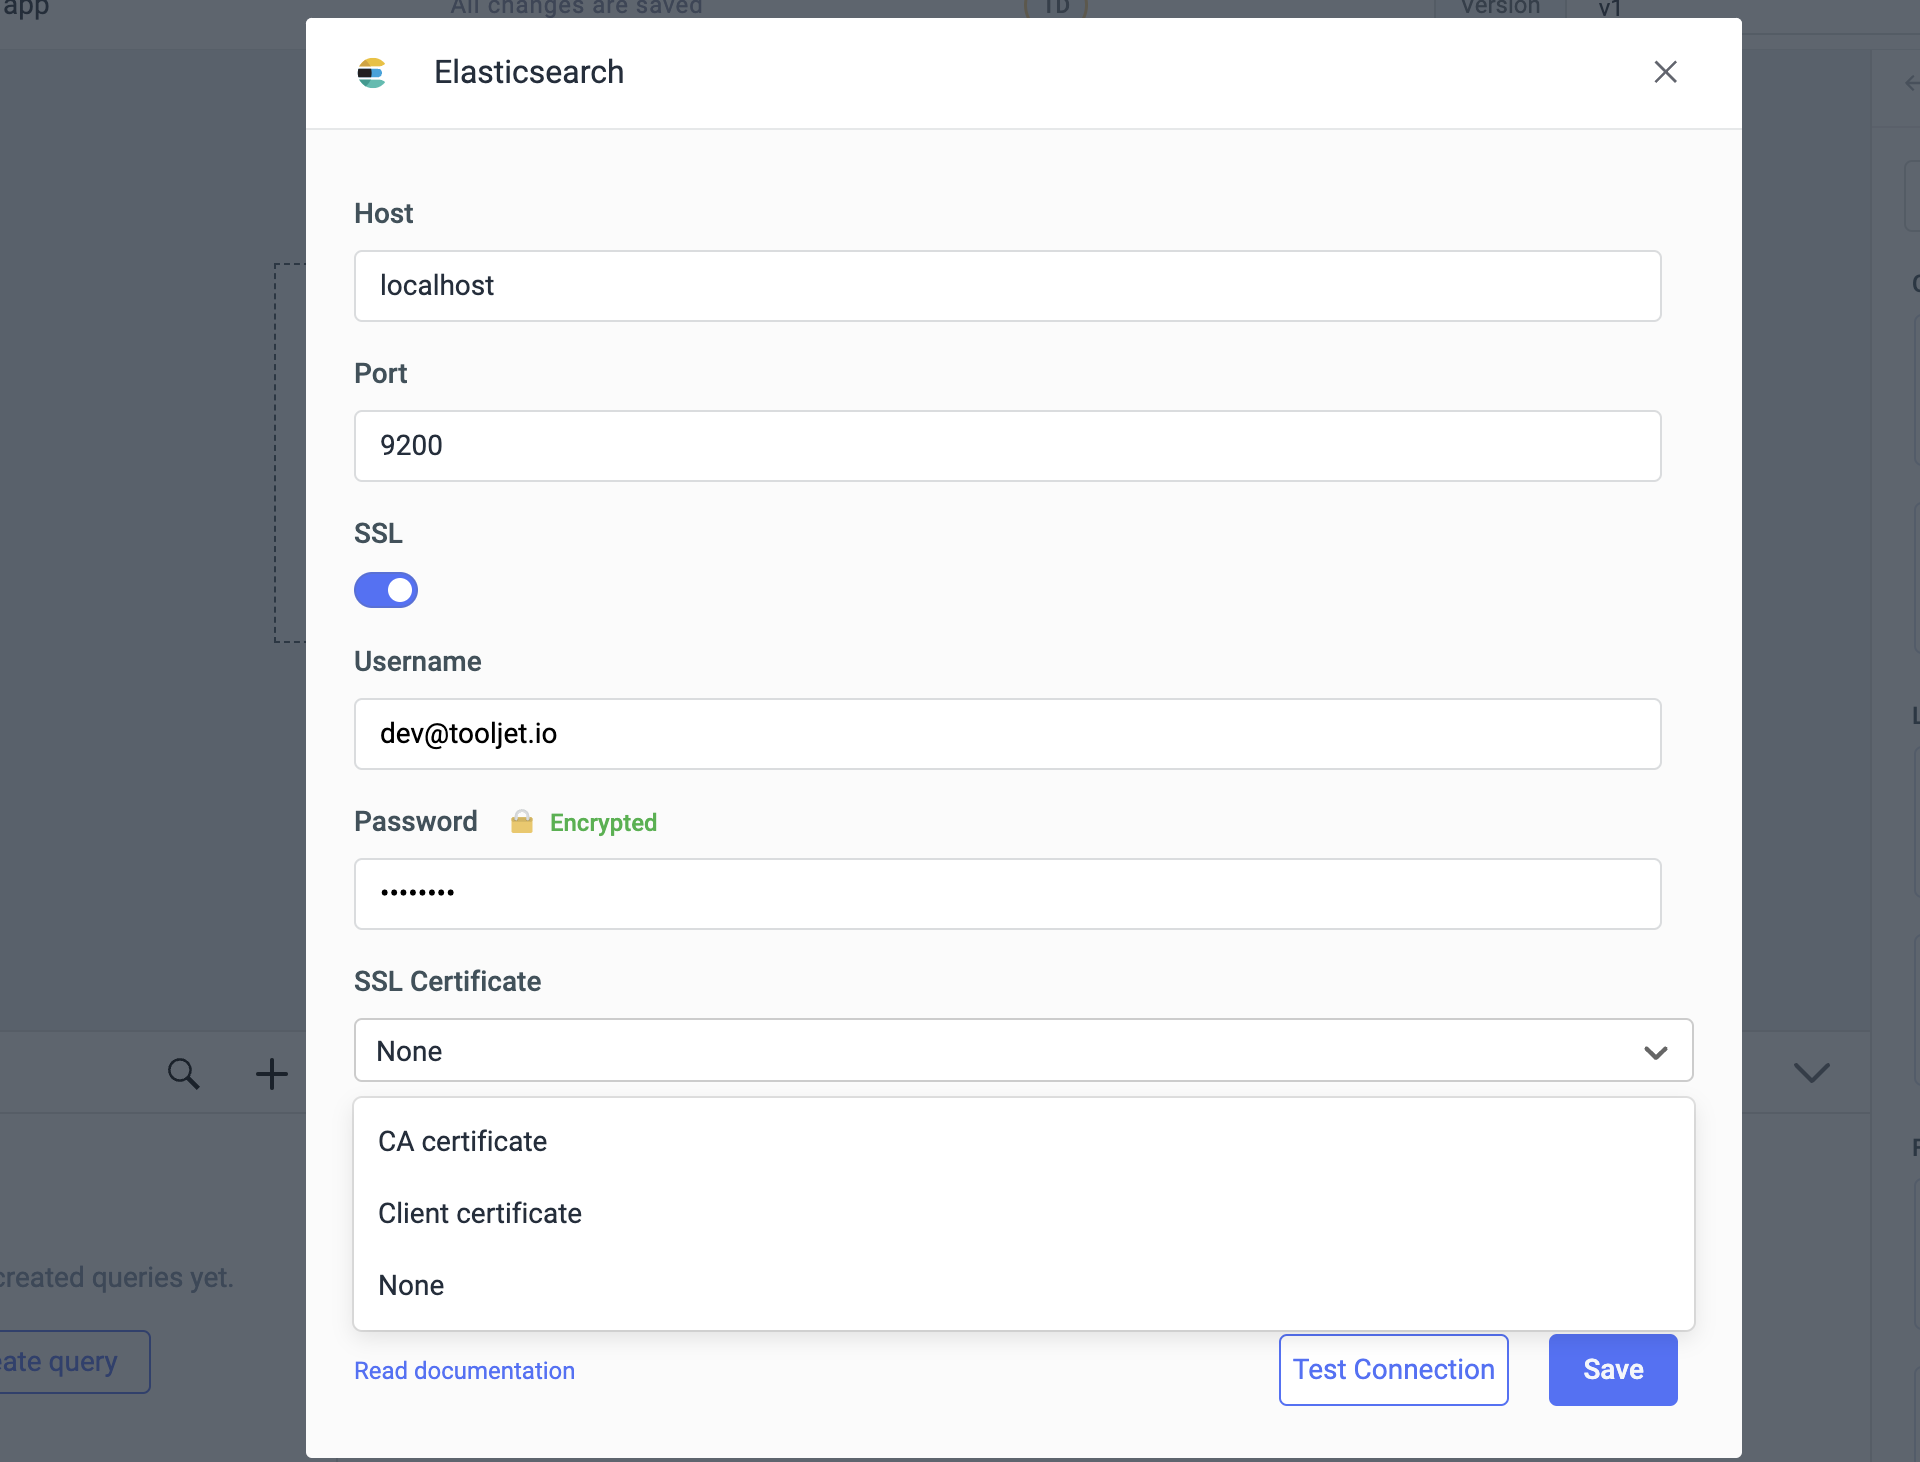 app
All changes are saved
TD
Version
v1
Elasticsearch
Host
localhost
Port
9200
SSL
Username
dev@tooljet.io
Password
Encrypted
••••••••
SSL Certificate
None
CA certificate
Client certificate
None
created queries yet.
ate query
Read documentation
Test Connection
Save